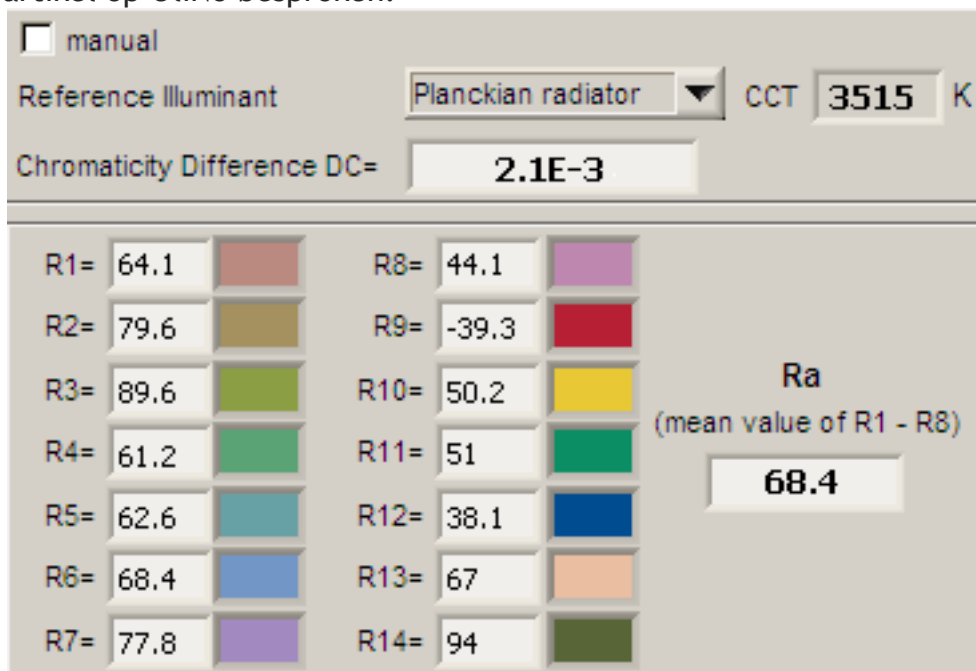 manual
Reference Illuminant Planckian radiator CCT 3515 K
Chromaticity Difference DC= 2.1E-3
R1= 64.1 R8= 44.1
R2= 79.6 R9= -39.3
R3= 89.6 R10= 50.2
R4= 61.2 R11= 51
R5= 62.6 R12= 38.1
R6= 68.4 R13= 67
R7= 77.8 R14= 94
Ra
(mean value of R1 - R8)
68.4